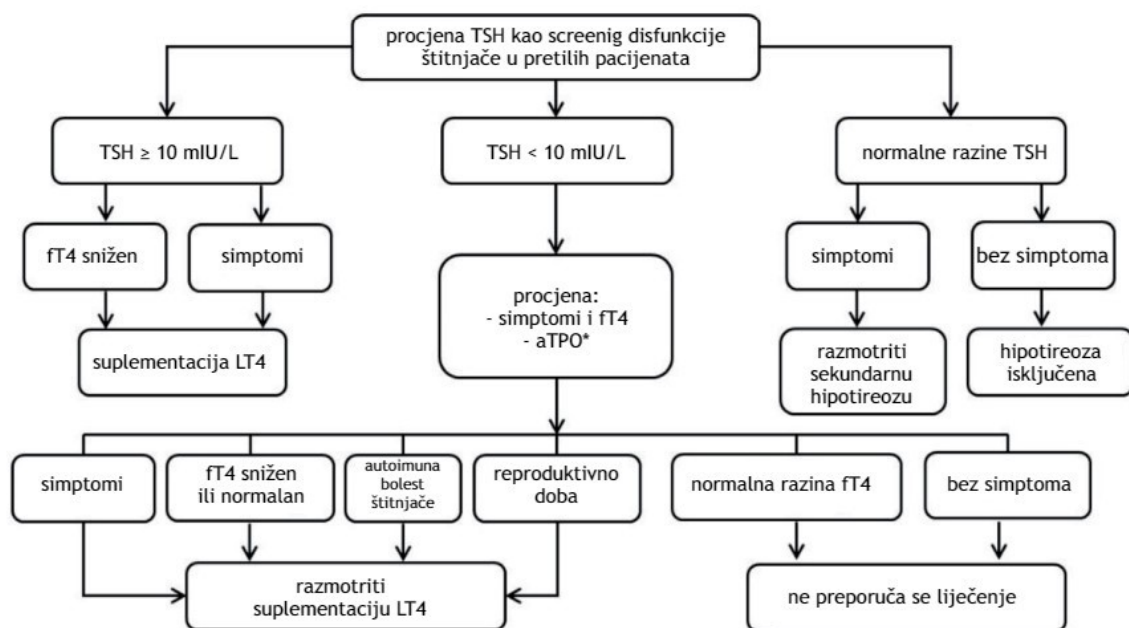 procjena TSH kao screenig disfunkcije
štitnjače u pretilih pacijenata
TSH ≥ 10 mIU/L
TSH < 10 mIU/L
normalne razine TSH
fT4 snižen
simptomi
simptomi
bez simptoma
procjena:
- simptomi i fT4
- aTPO*
suplementacija LT4
razmotriti
sekundarnu
hipotireozu
hipotireoza
isključena
simptomi
fT4 snižen
ili normalan
autoimuna
bolest
štitnjače
reproduktivno
doba
normalna razina fT4
bez simptoma
razmotriti
suplementaciju LT4
ne preporuča se liječenje